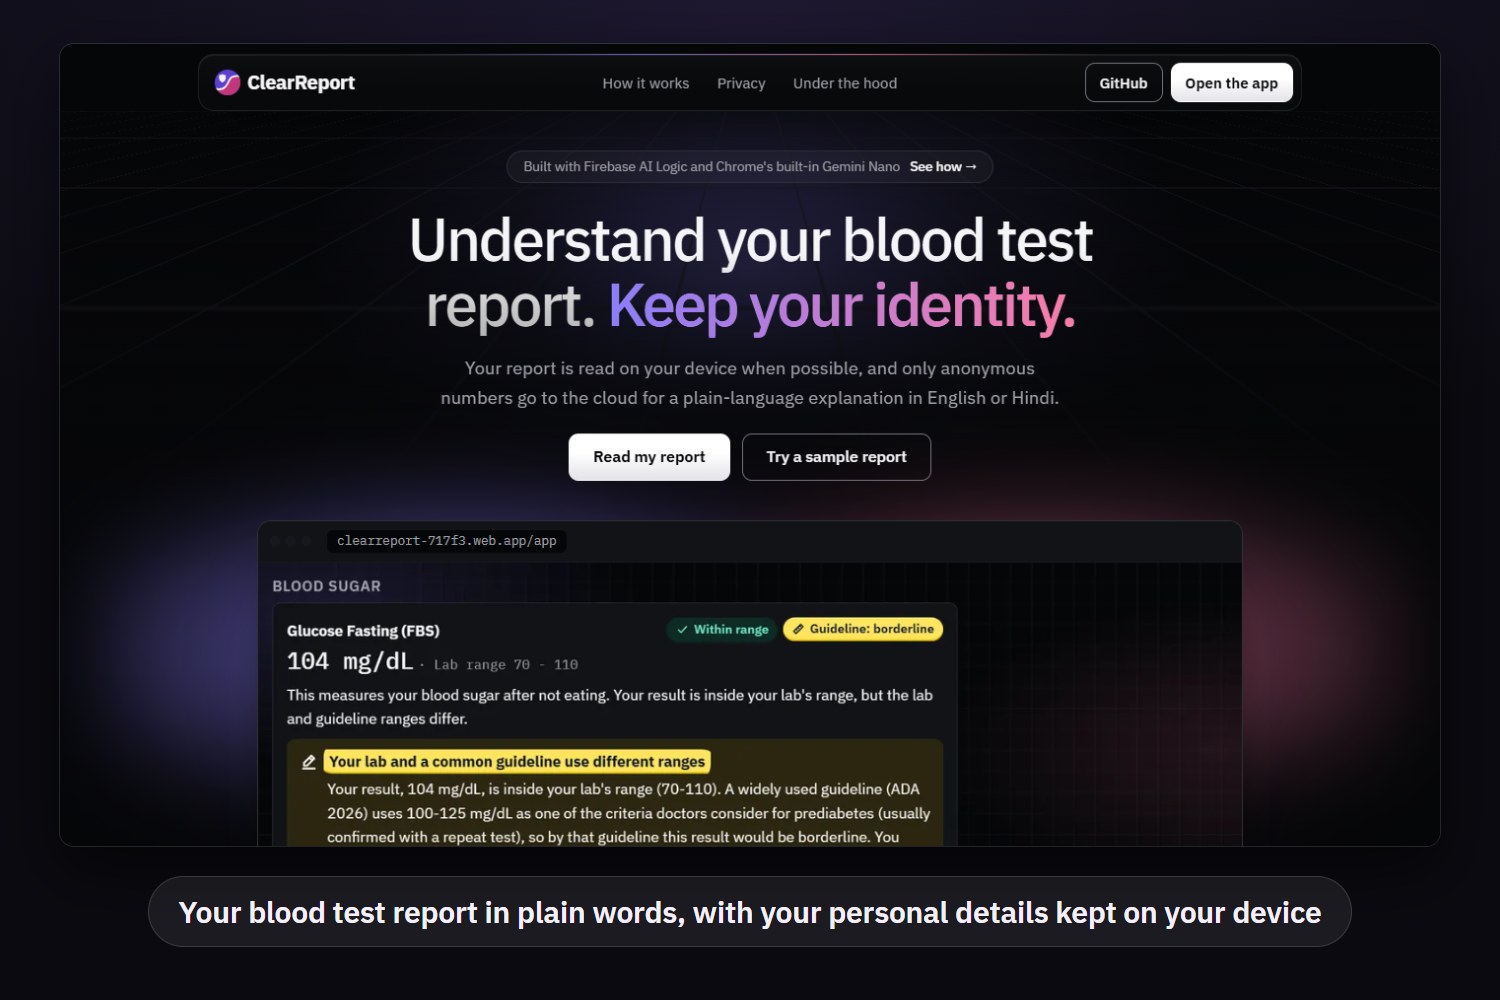 ClearReport
How it works
Privacy
Under the hood
GitHub
Open the app
Built with Firebase AI Logic and Chrome's built-in Gemini Nano See how →
Understand your blood test
report. Keep your identity.
Your report is read on your device when possible, and only anonymous
numbers go to the cloud for a plain-language explanation in English or Hindi.
Read my report
Try a sample report
clearreport-717f3.web.app/app
BLOOD SUGAR
Glucose Fasting (FBS)
✓ Within range
Guideline: borderline
104 mg/dL · Lab range 70 - 110
This measures your blood sugar after not eating. Your result is inside your lab's range, but the lab
and guideline ranges differ.
Your lab and a common guideline use different ranges
Your result, 104 mg/dL, is inside your lab's range (70-110). A widely used guideline (ADA
2026) uses 100-125 mg/dL as one of the criteria doctors consider for prediabetes (usually
confirmed with a repeat test), so by that guideline this result would be borderline. You
Your blood test report in plain words, with your personal details kept on your device